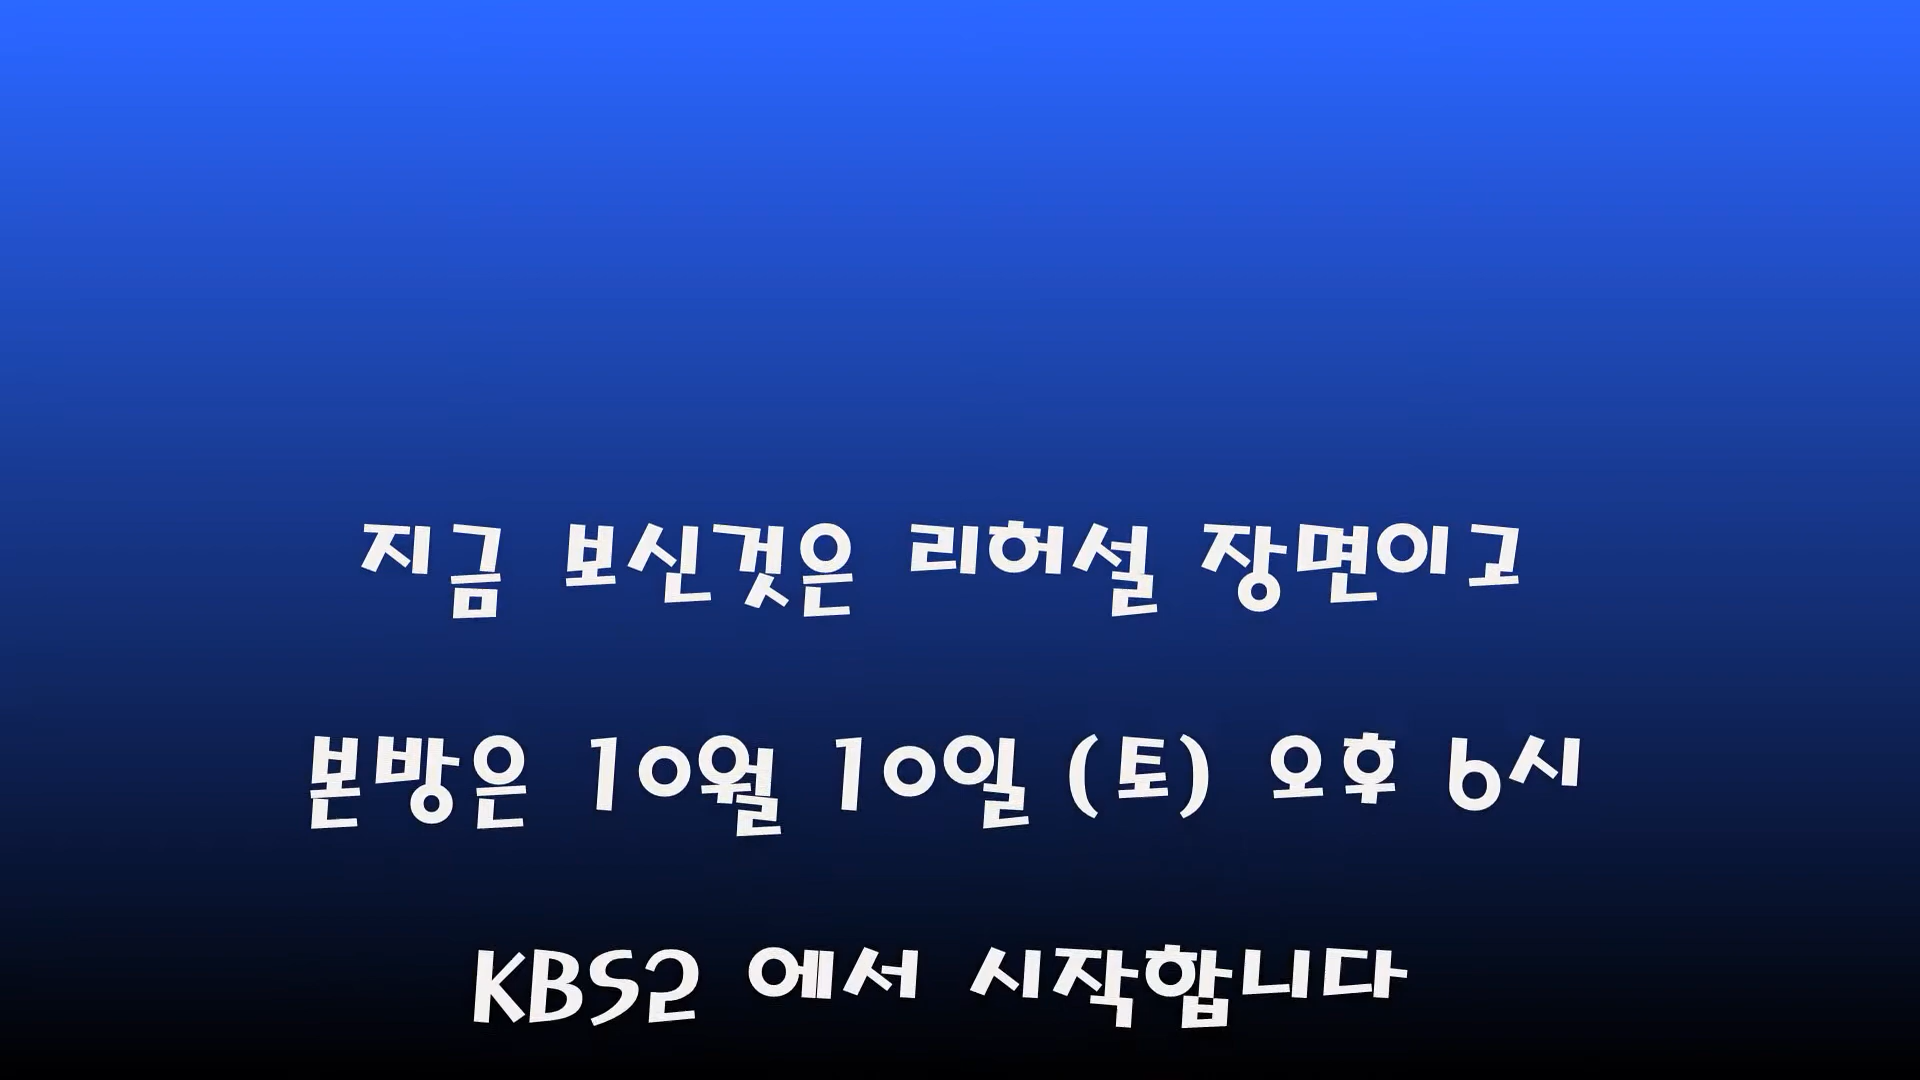 지금 보신것은 리허설 장면이고
본방은 10월 10일 (토) 오후 6시
KBS2 에서 시작합니다